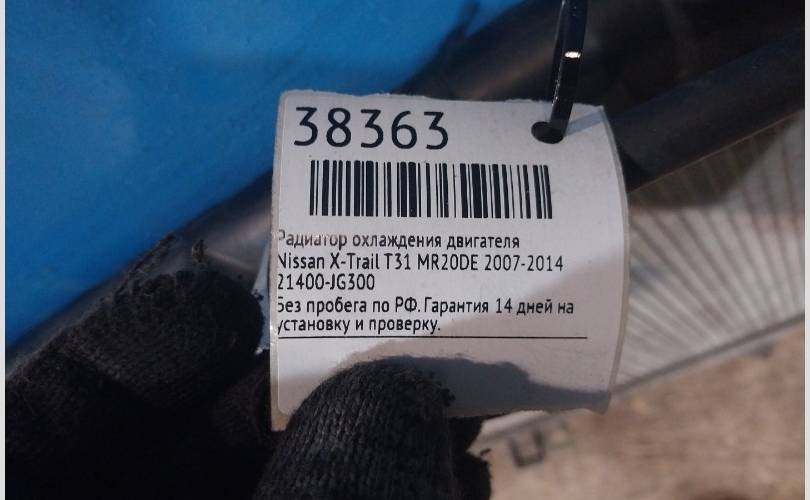 38363
Радиатор охлаждения двигателя
Nissan X-Trail T31 MR20DE 2007-2014
21400-JG300
Без пробега по РФ. Гарантия 14 дней на
установку и проверку.